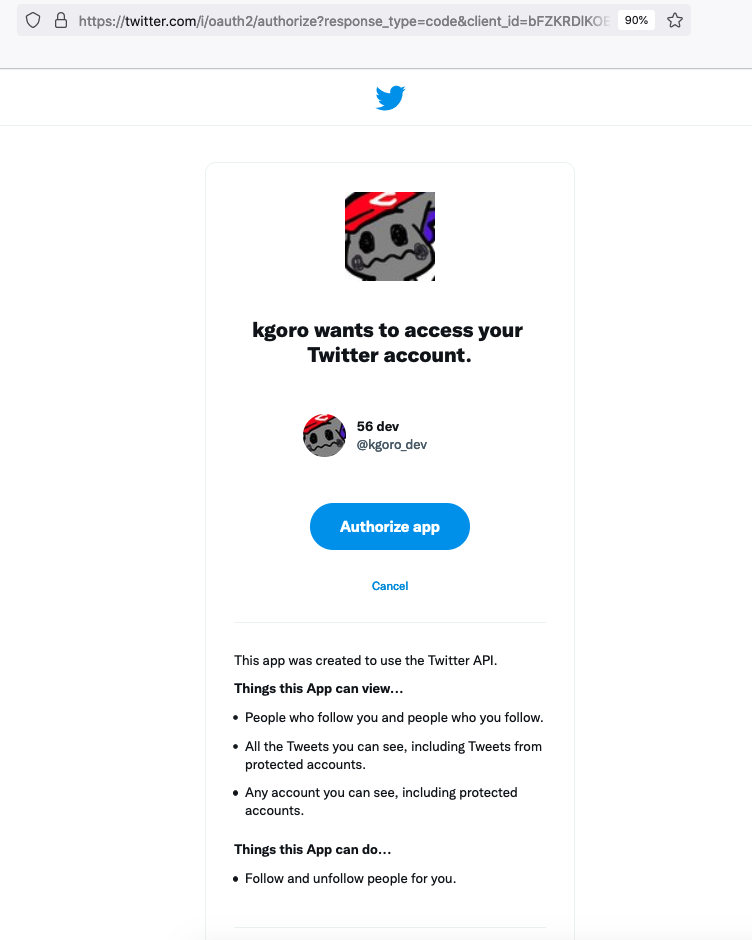 https://twitter.com/i/oauth2/authorize?response_type=code&client_id=bFZKRDlKOE
90%
kgoro wants to access your
Twitter account.
56 dev
@kgoro_dev
Authorize app
Cancel
This app was created to use the Twitter API.
Things this App can view...
• People who follow you and people who you follow.
• All the Tweets you can see, including Tweets from
protected accounts.
• Any account you can see, including protected
accounts.
Things this App can do...
• Follow and unfollow people for you.